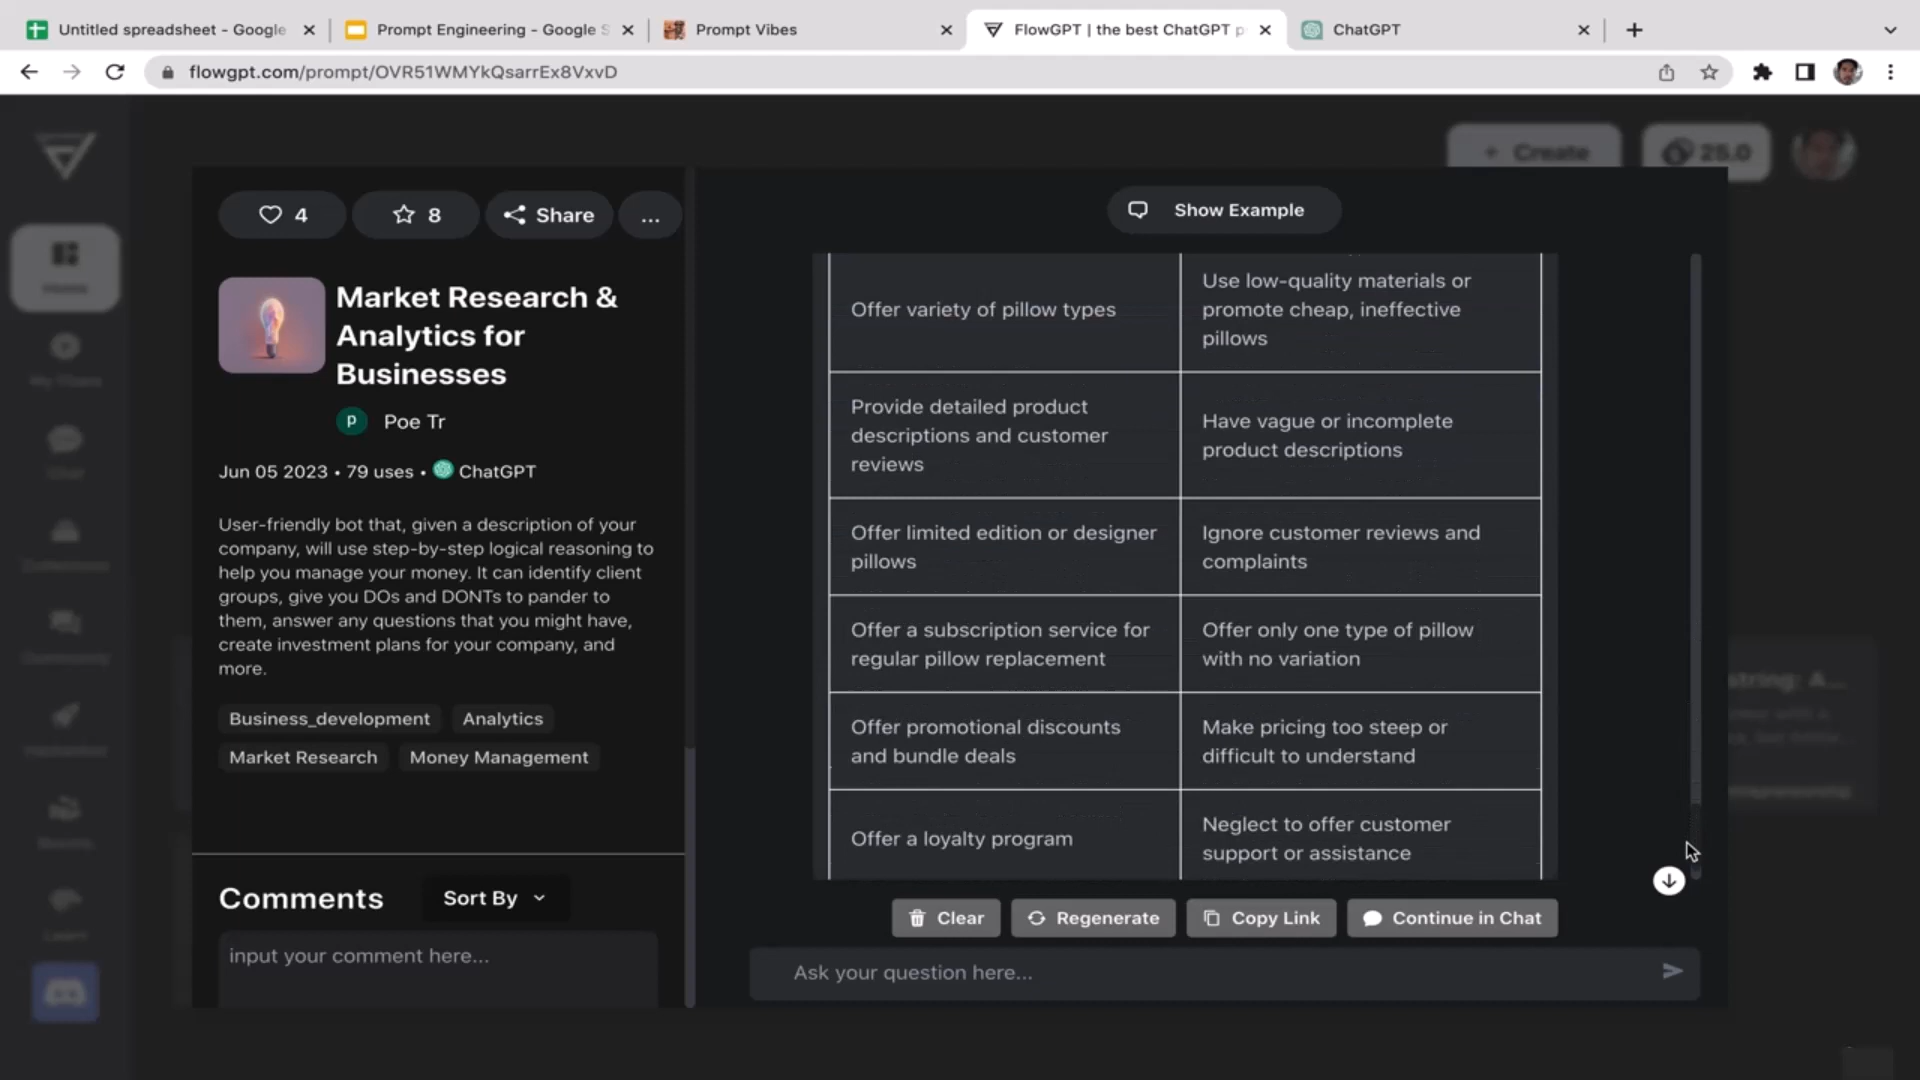 Untitled spreadsheet - Google
Prompt Engineering - Google S
Prompt Vibes
FlowGPT | the best ChatGPT p
ChatGPT
flowgpt.com/prompt/OVR51WMYkQsarrEx8VxvD
+ Create
25.0
Home
4
8
Share
...
Show Example
Market Research &
Analytics for
Businesses
P
Poe Tr
Jun 05 2023 • 79 uses • ChatGPT
User-friendly bot that, given a description of your
company, will use step-by-step logical reasoning to
help you manage your money. It can identify client
groups, give you DOs and DONTs to pander to
them, answer any questions that you might have,
create investment plans for your company, and
more.
Business_development
Analytics
Market Research
Money Management
Comments
Sort By
input your comment here...
Offer variety of pillow types
Use low-quality materials or
promote cheap, ineffective
pillows
Provide detailed product
descriptions and customer
reviews
Have vague or incomplete
product descriptions
Offer limited edition or designer
pillows
Ignore customer reviews and
complaints
Offer a subscription service for
regular pillow replacement
Offer only one type of pillow
with no variation
Offer promotional discounts
and bundle deals
Make pricing too steep or
difficult to understand
Offer a loyalty program
Neglect to offer customer
support or assistance
Clear
Regenerate
Copy Link
Continue in Chat
Ask your question here...